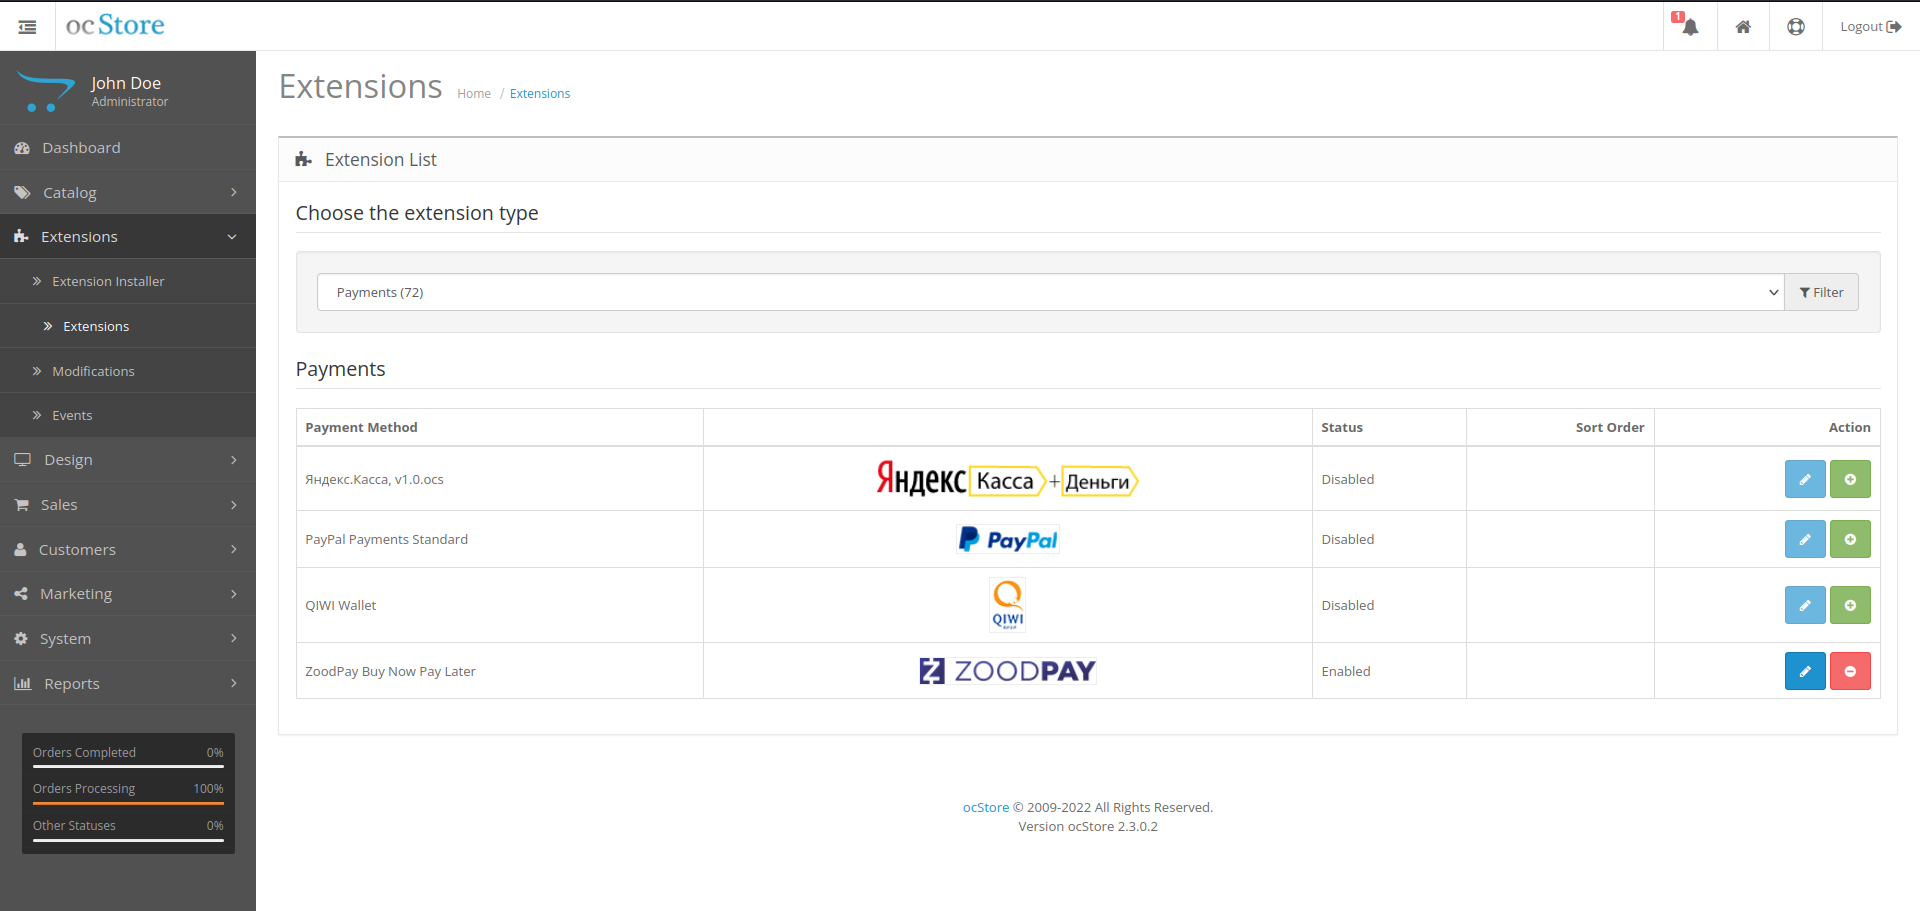 oc Store
1
Logout
John Doe
Administrator
Dashboard
Catalog
Extensions
Extension Installer
Extensions
Modifications
Events
Design
Sales
Customers
Marketing
System
Reports
Orders Completed 0%
Orders Processing 100%
Other Statuses 0%
Extensions Home / Extensions
Extension List
Choose the extension type
Payments (72) Filter
Payments
Payment Method Status Sort Order Action
Яндекс.Касса, v1.0.ocs Яндекс Касса + Деньги Disabled
PayPal Payments Standard PayPal Disabled
QIWI Wallet QIWI Disabled
ZoodPay Buy Now Pay Later ZOODPAY Enabled
ocStore © 2009-2022 All Rights Reserved.
Version ocStore 2.3.0.2